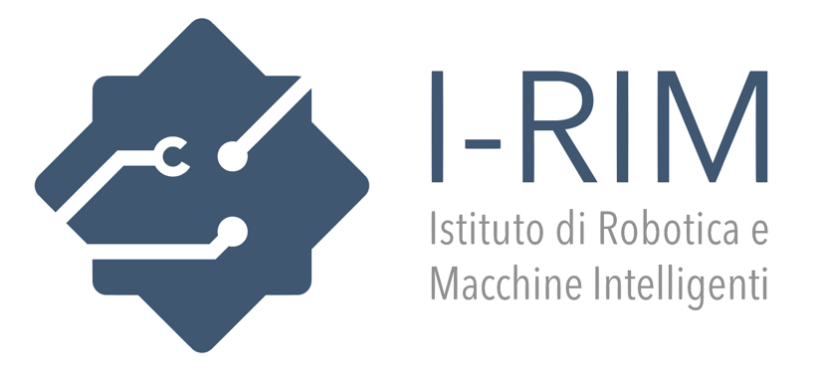 I-RIM
Istituto di Robotica e
Macchine Intelligenti